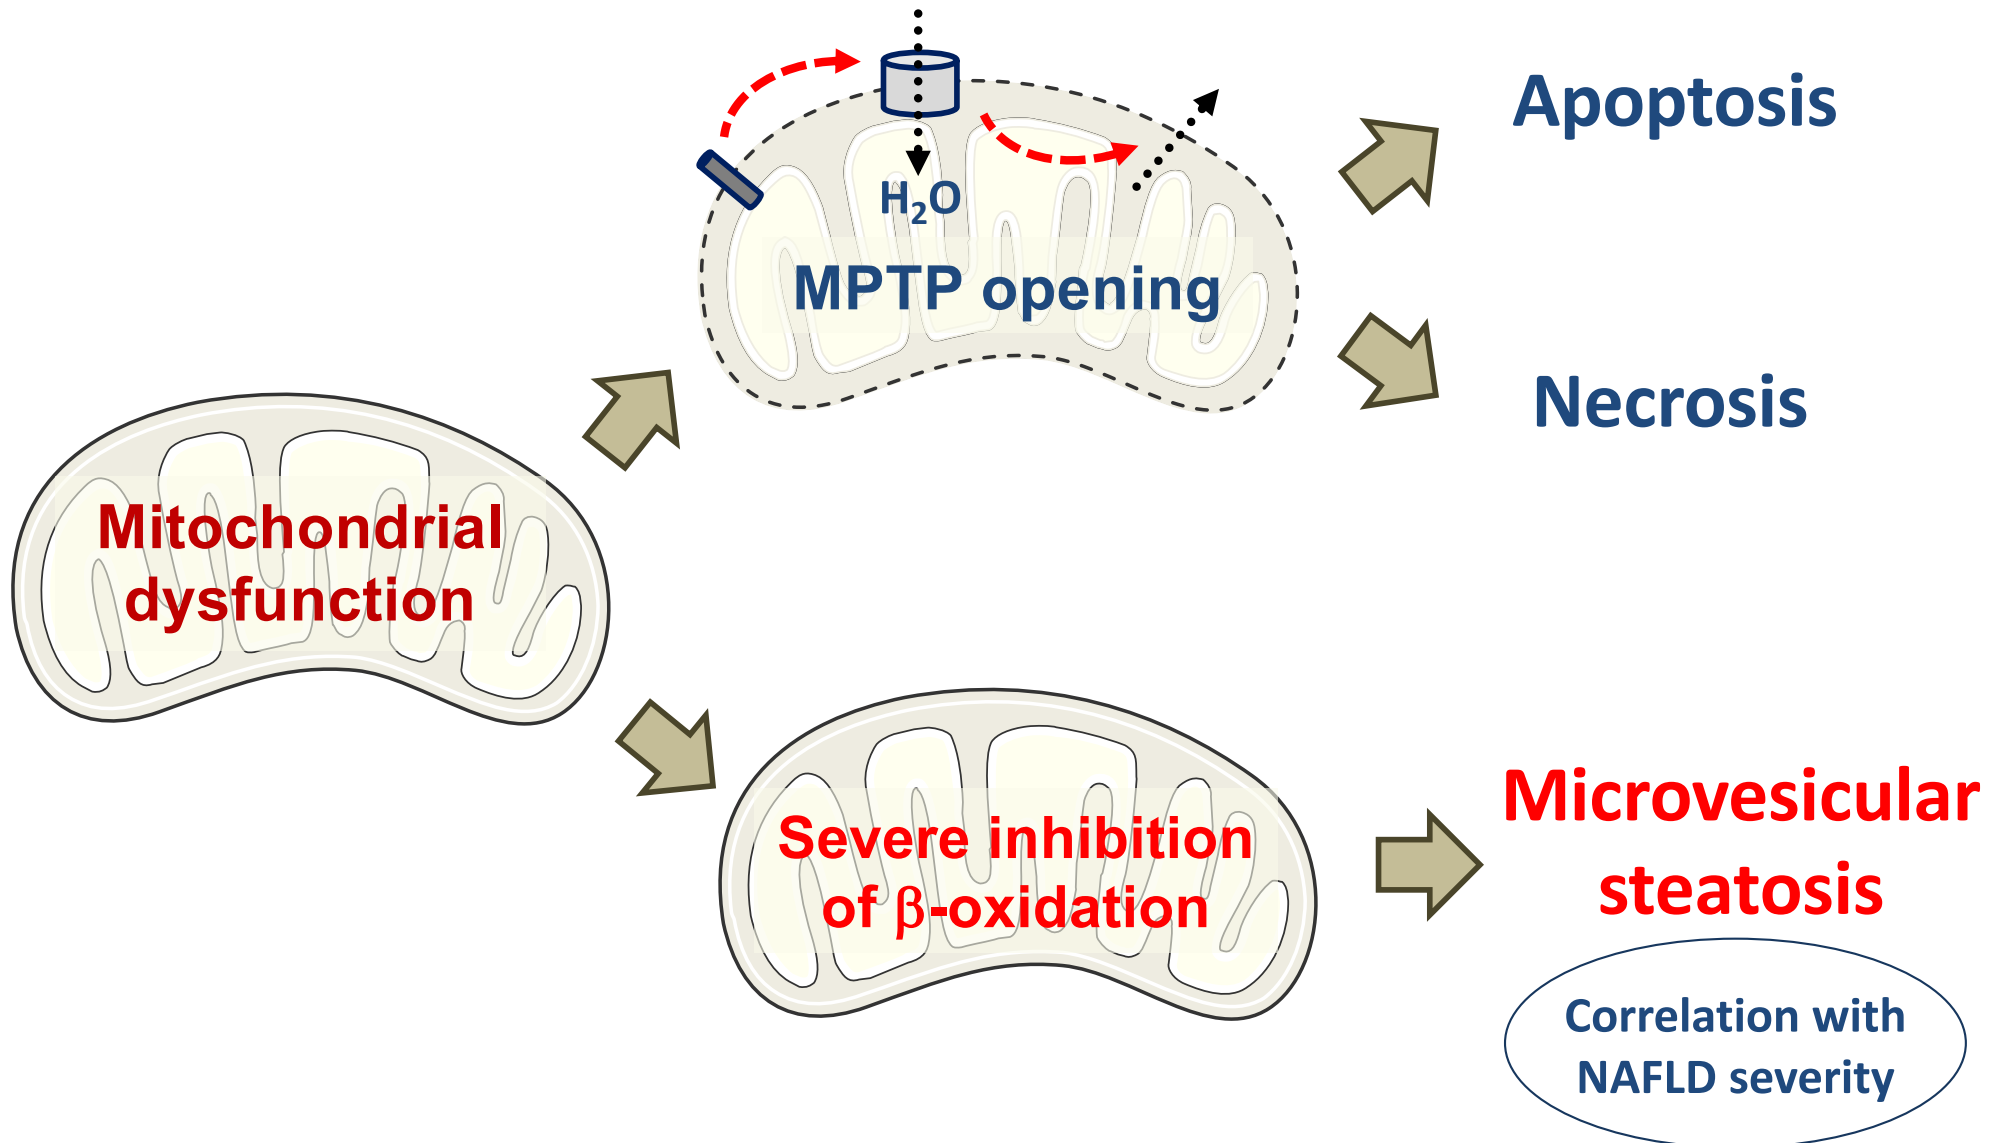 Apoptosis
H₂O
MPTP opening
Necrosis
Mitochondrial
dysfunction
Severe inhibition
of β-oxidation
Microvesicular
steatosis
Correlation with
NAFLD severity